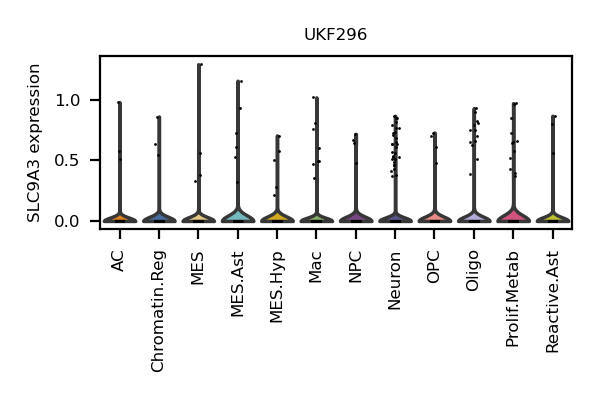 UKF296
SLC9A3 expression
1.0
0.5
0.0
AC
Chromatin.Reg
MES
MES.Ast
MES.Hyp
Mac
NPC
Neuron
OPC
Oligo
Prolif.Metab
Reactive.Ast